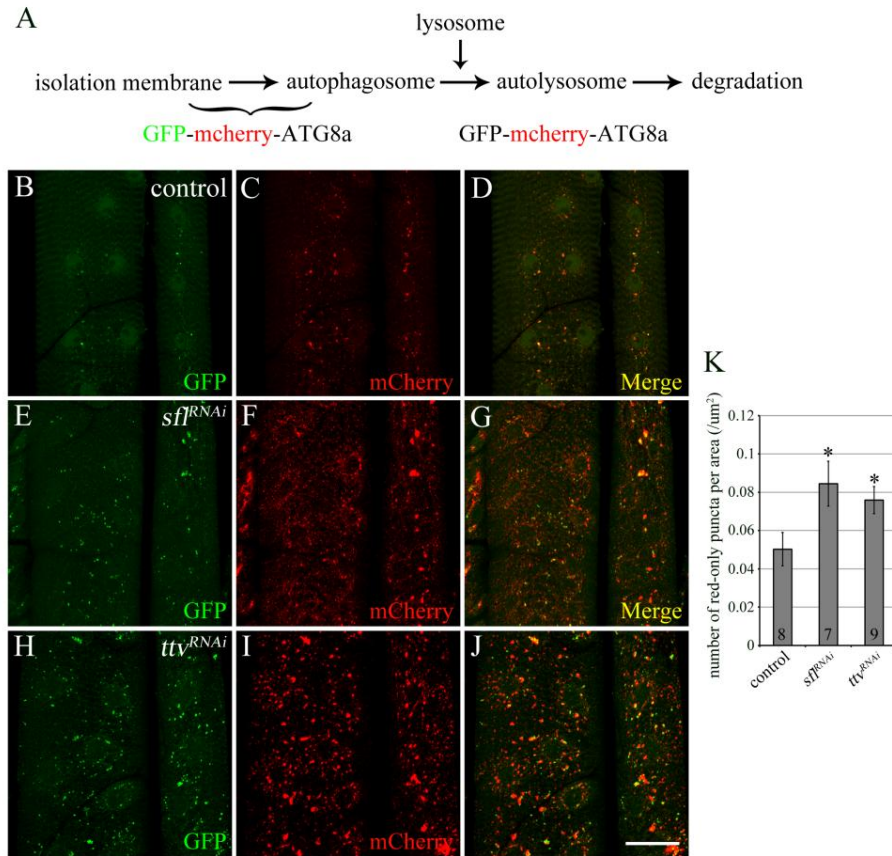 A
lysosome
isolation membrane autophagosome autolysosome degradation
GFP-mcherry-ATG8a GFP-mcherry-ATG8a
B control GFP
C mCherry
D Merge
E sfl^RNAi GFP
F mCherry
G Merge
H ttv^RNAi GFP
I mCherry
J
K
number of red-only puncta per area (/um²)
0.12
0.1
0.08
0.06
0.04
0.02
0
* *
8 7 9
control sfl^RNAi ttv^RNAi